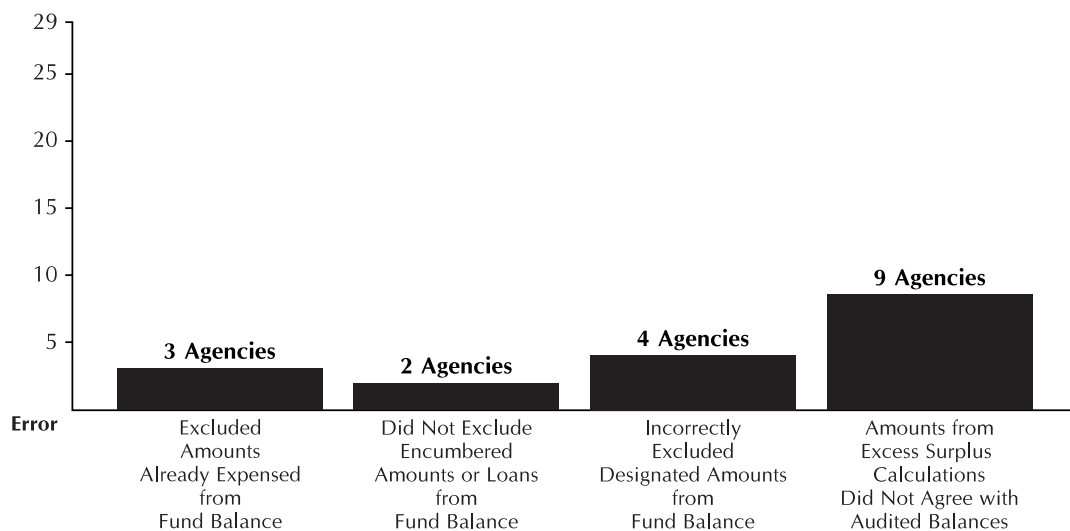 29
25
20
15
10
5
3 Agencies
2 Agencies
4 Agencies
9 Agencies
Error
Excluded
Amounts
Already Expensed
from
Fund Balance
Did Not Exclude
Encumbered
Amounts or Loans
from
Fund Balance
Incorrectly
Excluded
Designated Amounts
from
Fund Balance
Amounts from
Excess Surplus
Calculations
Did Not Agree with
Audited Balances